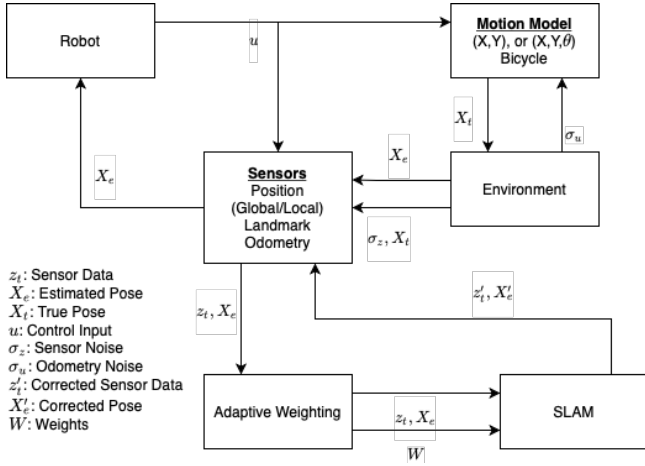 Robot
u
Motion Model
(X,Y), or (X,Y,θ)
Bicycle
X_t
σ_u
X_e
X_e
Sensors
Position
(Global/Local)
Landmark
Odometry
Environment
σ_z, X_t
z_t: Sensor Data
X_e: Estimated Pose
X_t: True Pose
u: Control Input
σ_z: Sensor Noise
σ_u: Odometry Noise
z'_t: Corrected Sensor Data
X'_e: Corrected Pose
W: Weights
z_t, X_e
z'_t, X'_e
Adaptive Weighting
z_t, X_e
W
SLAM